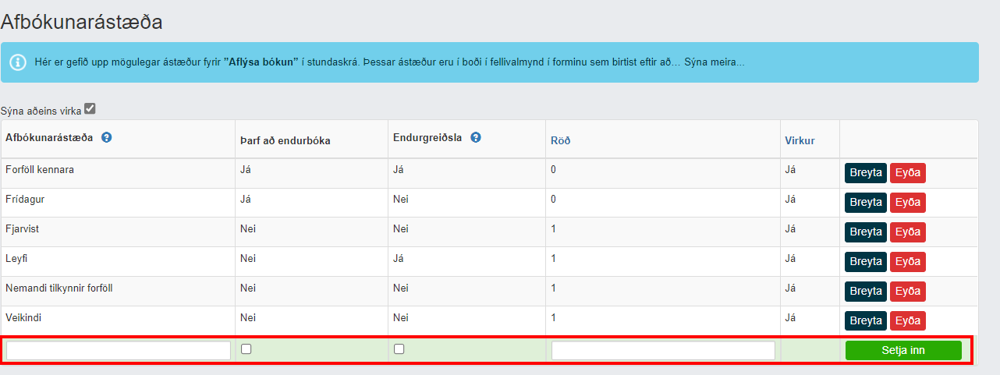 Afbókunarástæða
Hér er gefið upp mögulegar ástæður fyrir "Aflýsa bókun" í stundaskrá. Þessar ástæður eru í boði í fellivalmynd í forminu sem birtist eftir að... Sýna meira...
Sýna aðeins virka
Afbókunarástæða Þarf að endurbóka Endurgreiðsla Röð Virkur
Forföll kennara Já Já 0 Já Breyta Eyða
Frídagur Já Nei 0 Já Breyta Eyða
Fjarvist Nei Nei 1 Já Breyta Eyða
Leyfi Nei Já 1 Já Breyta Eyða
Nemandi tilkynnir forföll Nei Nei 1 Já Breyta Eyða
Veikindi Nei Nei 1 Já Breyta Eyða
Setja inn